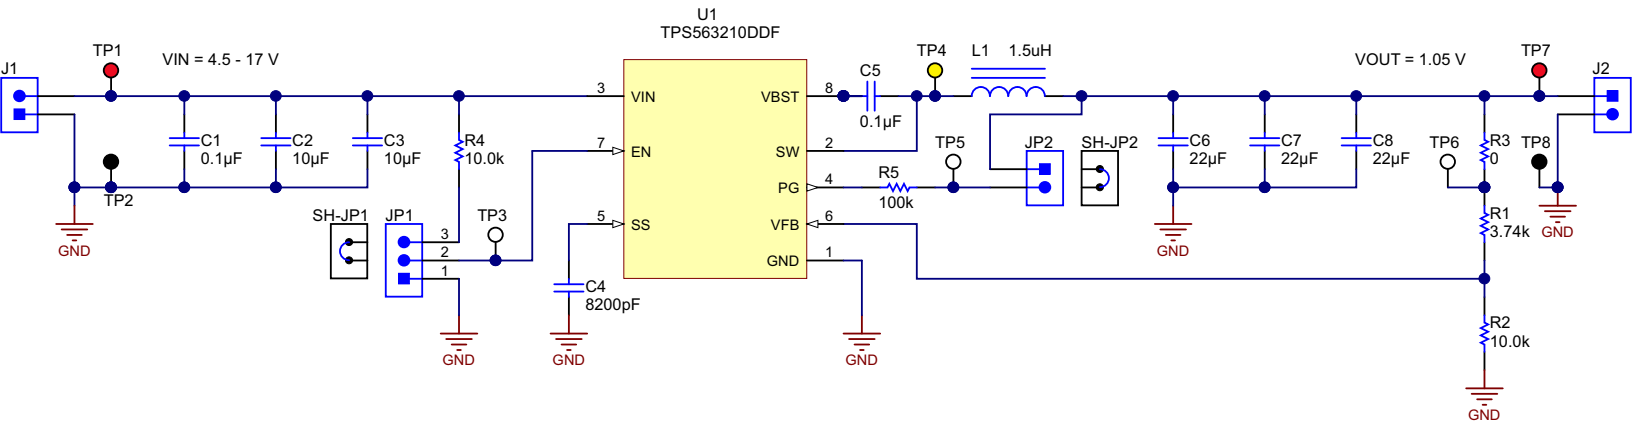 U1
TPS563210DDF
TP1
VIN = 4.5 - 17 V
TP4
L1 1.5uH
VOUT = 1.05 V
TP7
J1
C5
J2
3 VIN
VBST 8
0.1µF
C1
0.1µF
C2
10µF
C3
10µF
R4
10.0k
7 EN
SW 2
TP5
JP2
SH-JP2
C6
22µF
C7
22µF
C8
22µF
TP6
R3
0
TP8
TP2
PG 4
R5
100k
GND
SH-JP1
JP1
TP3
5 SS
VFB 6
GND
R1
3.74k
GND
3
2
1
GND 1
C4
8200pF
R2
10.0k
GND
GND
GND
GND